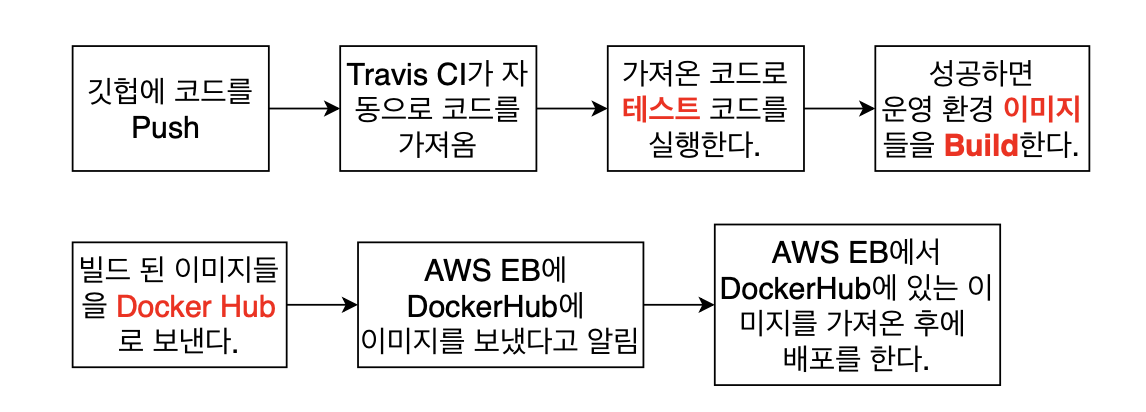 깃헙에 코드를
Push
Travis CI가 자
동으로 코드를
가져옴
가져온 코드로
테스트 코드를
실행한다.
성공하면
운영 환경 이미지
들을 Build한다.
빌드 된 이미지들
을 Docker Hub
로 보낸다.
AWS EB에
DockerHub에
이미지를 보냈다고 알림
AWS EB에서
DockerHub에 있는 이
미지를 가져온 후에
배포를 한다.